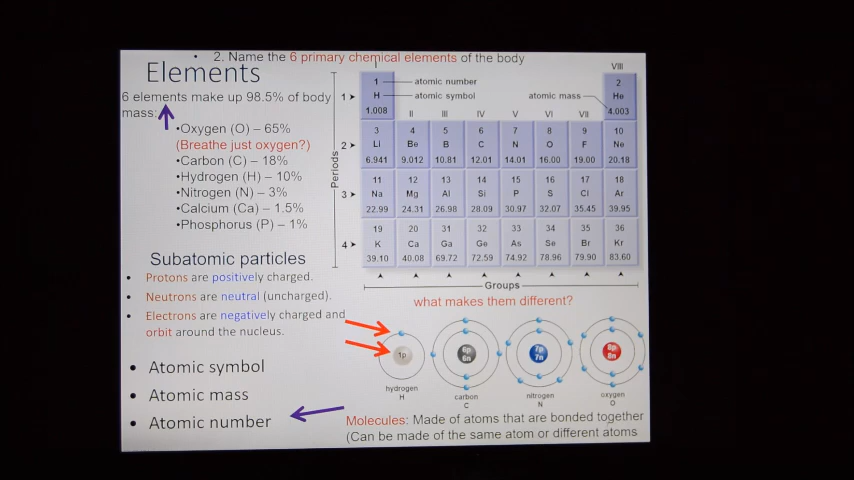 • 2. Name the 6 primary chemical elements of the body
Elements
6 elements make up 98.5% of body
mass:
•Oxygen (O) – 65%
(Breathe just oxygen?)
•Carbon (C) – 18%
•Hydrogen (H) – 10%
•Nitrogen (N) – 3%
•Calcium (Ca) – 1.5%
•Phosphorus (P) – 1%
Subatomic particles
• Protons are positively charged.
• Neutrons are neutral (uncharged).
• Electrons are negatively charged and
orbit around the nucleus.
• Atomic symbol
• Atomic mass
• Atomic number
I VIII
1 atomic number 2
1 H atomic symbol atomic mass He
1.008 4.003
II III IV V VI VII
3 4 5 6 7 8 9 10
2 Li Be B C N O F Ne
6.941 9.012 10.81 12.01 14.01 16.00 19.00 20.18
Periods
11 12 13 14 15 16 17 18
3 Na Mg Al Si P S Cl Ar
22.99 24.31 26.98 28.09 30.97 32.07 35.45 39.95
19 20 31 32 33 34 35 36
4 K Ca Ga Ge As Se Br Kr
39.10 40.08 69.72 72.59 74.92 78.96 79.90 83.60
Groups
what makes them different?
1p 6p 7p 8p
6n 7n 8n
hydrogen carbon nitrogen oxygen
H C N O
Molecules: Made of atoms that are bonded together
(Can be made of the same atom or different atoms